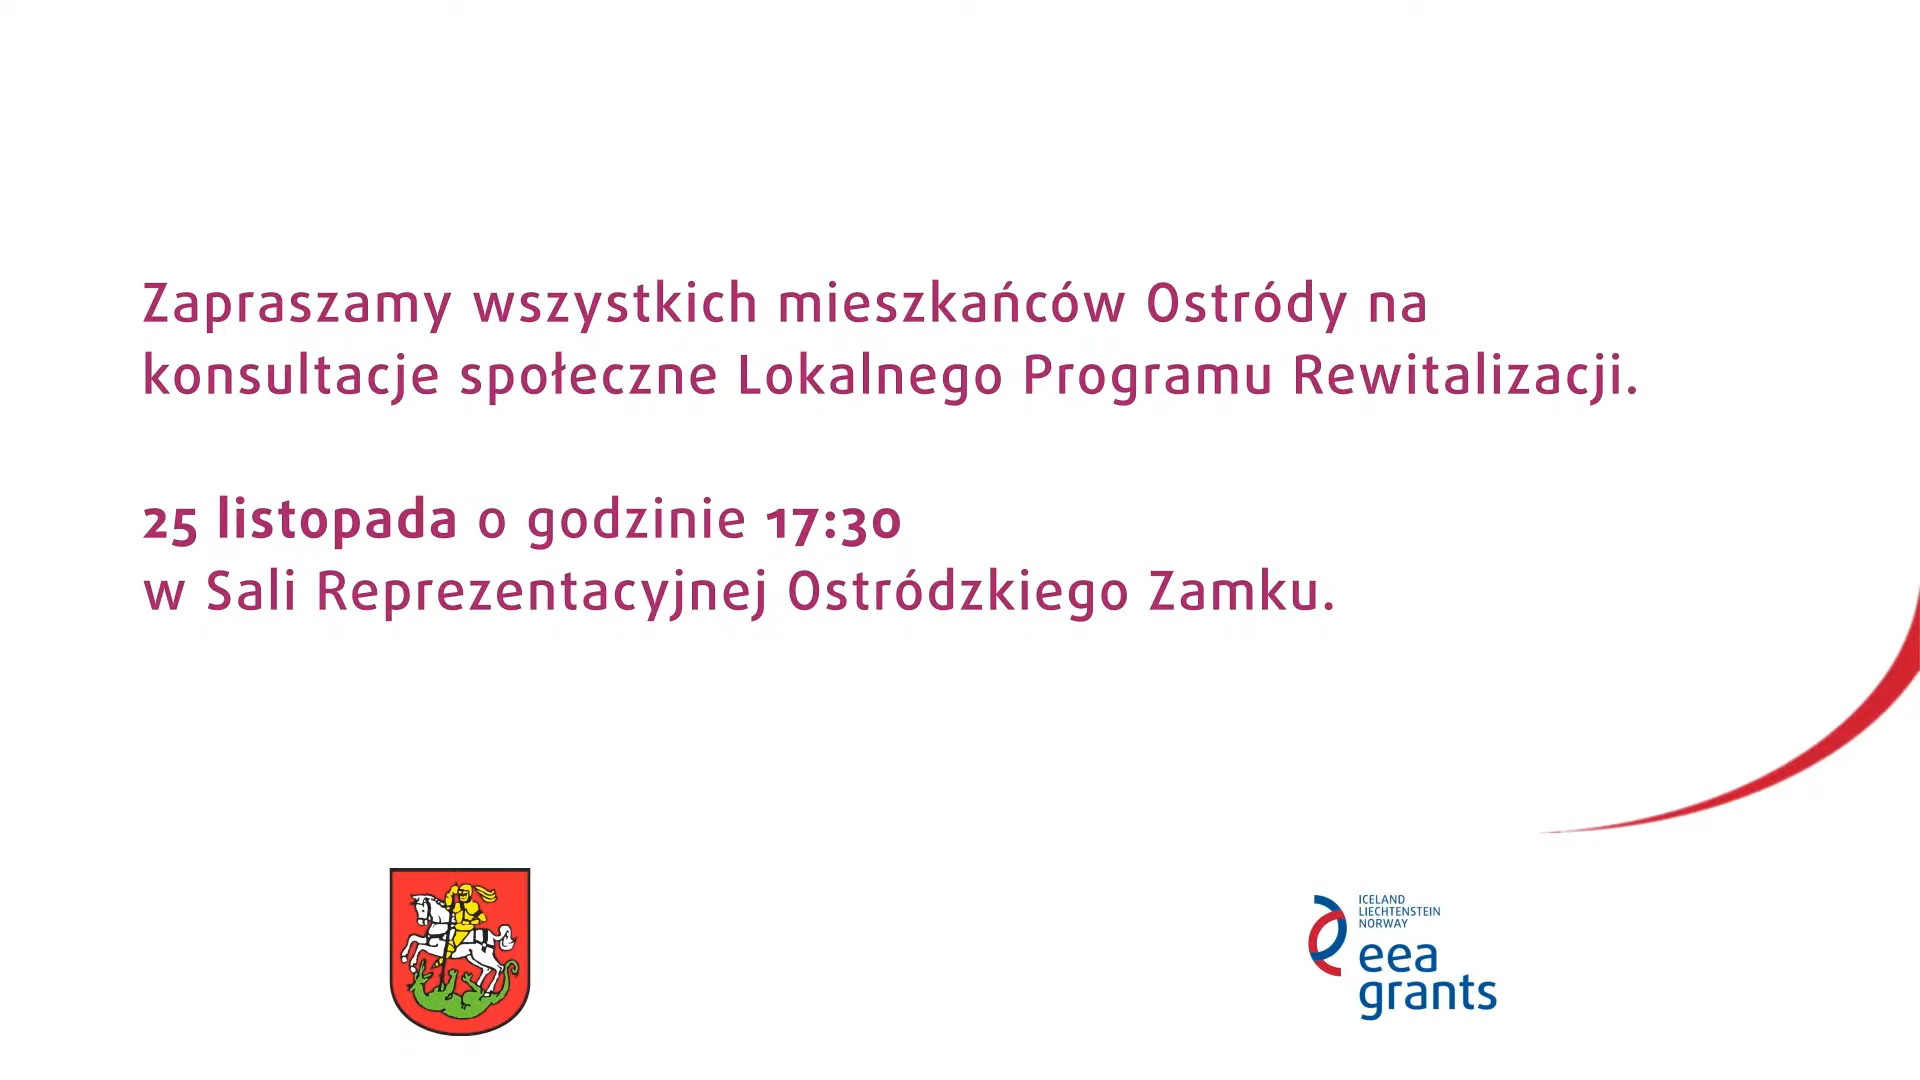 Zapraszamy wszystkich mieszkańców Ostródy na
konsultacje społeczne Lokalnego Programu Rewitalizacji.
25 listopada o godzinie 17:30
w Sali Reprezentacyjnej Ostródzkiego Zamku.
ICELAND
LIECHTENSTEIN
NORWAY
eea
grants